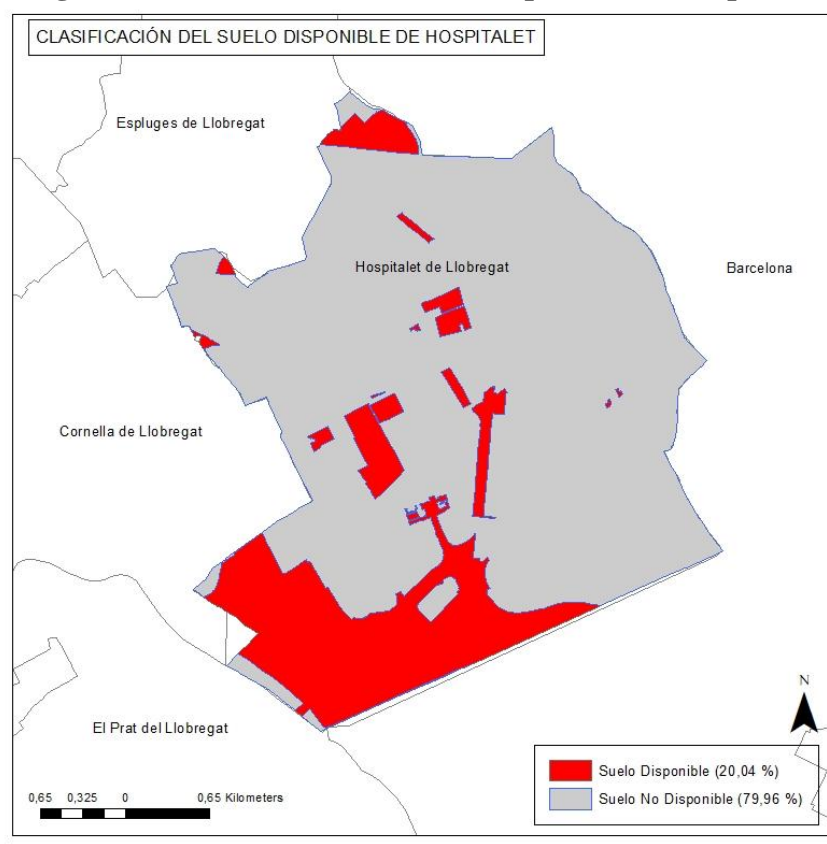 CLASIFICACIÓN DEL SUELO DISPONIBLE DE HOSPITALET
Espluges de Llobregat
Hospitalet de Llobregat
Barcelona
Cornella de Llobregat
El Prat del Llobregat
N
0,65 0,325 0 0,65 Kilometers
Suelo Disponible (20,04 %)
Suelo No Disponible (79,96 %)